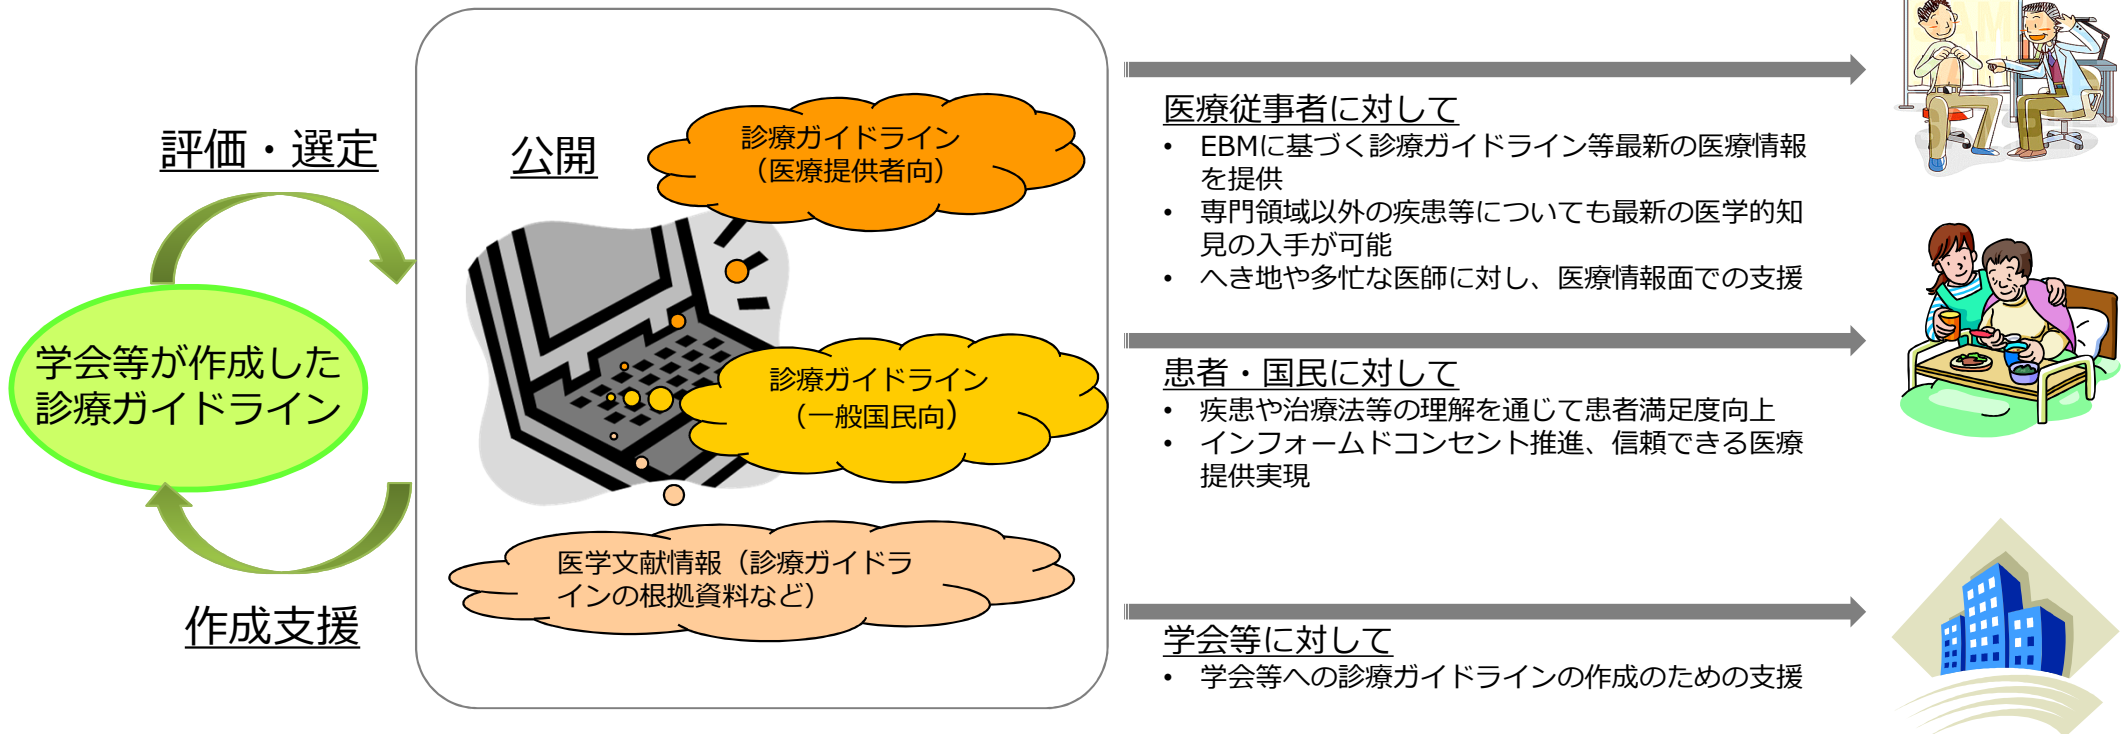 評価・選定
学会等が作成した
診療ガイドライン
作成支援
公開
診療ガイドライン
（医療提供者向）
診療ガイドライン
（一般国民向）
医学文献情報（診療ガイドラ
インの根拠資料など）
医療従事者に対して
• EBMに基づく診療ガイドライン等最新の医療情報
を提供
• 専門領域以外の疾患等についても最新の医学的知
見の入手が可能
• へき地や多忙な医師に対し、医療情報面での支援
患者・国民に対して
• 疾患や治療法等の理解を通じて患者満足度向上
• インフォームドコンセント推進、信頼できる医療
提供実現
学会等に対して
• 学会等への診療ガイドラインの作成のための支援